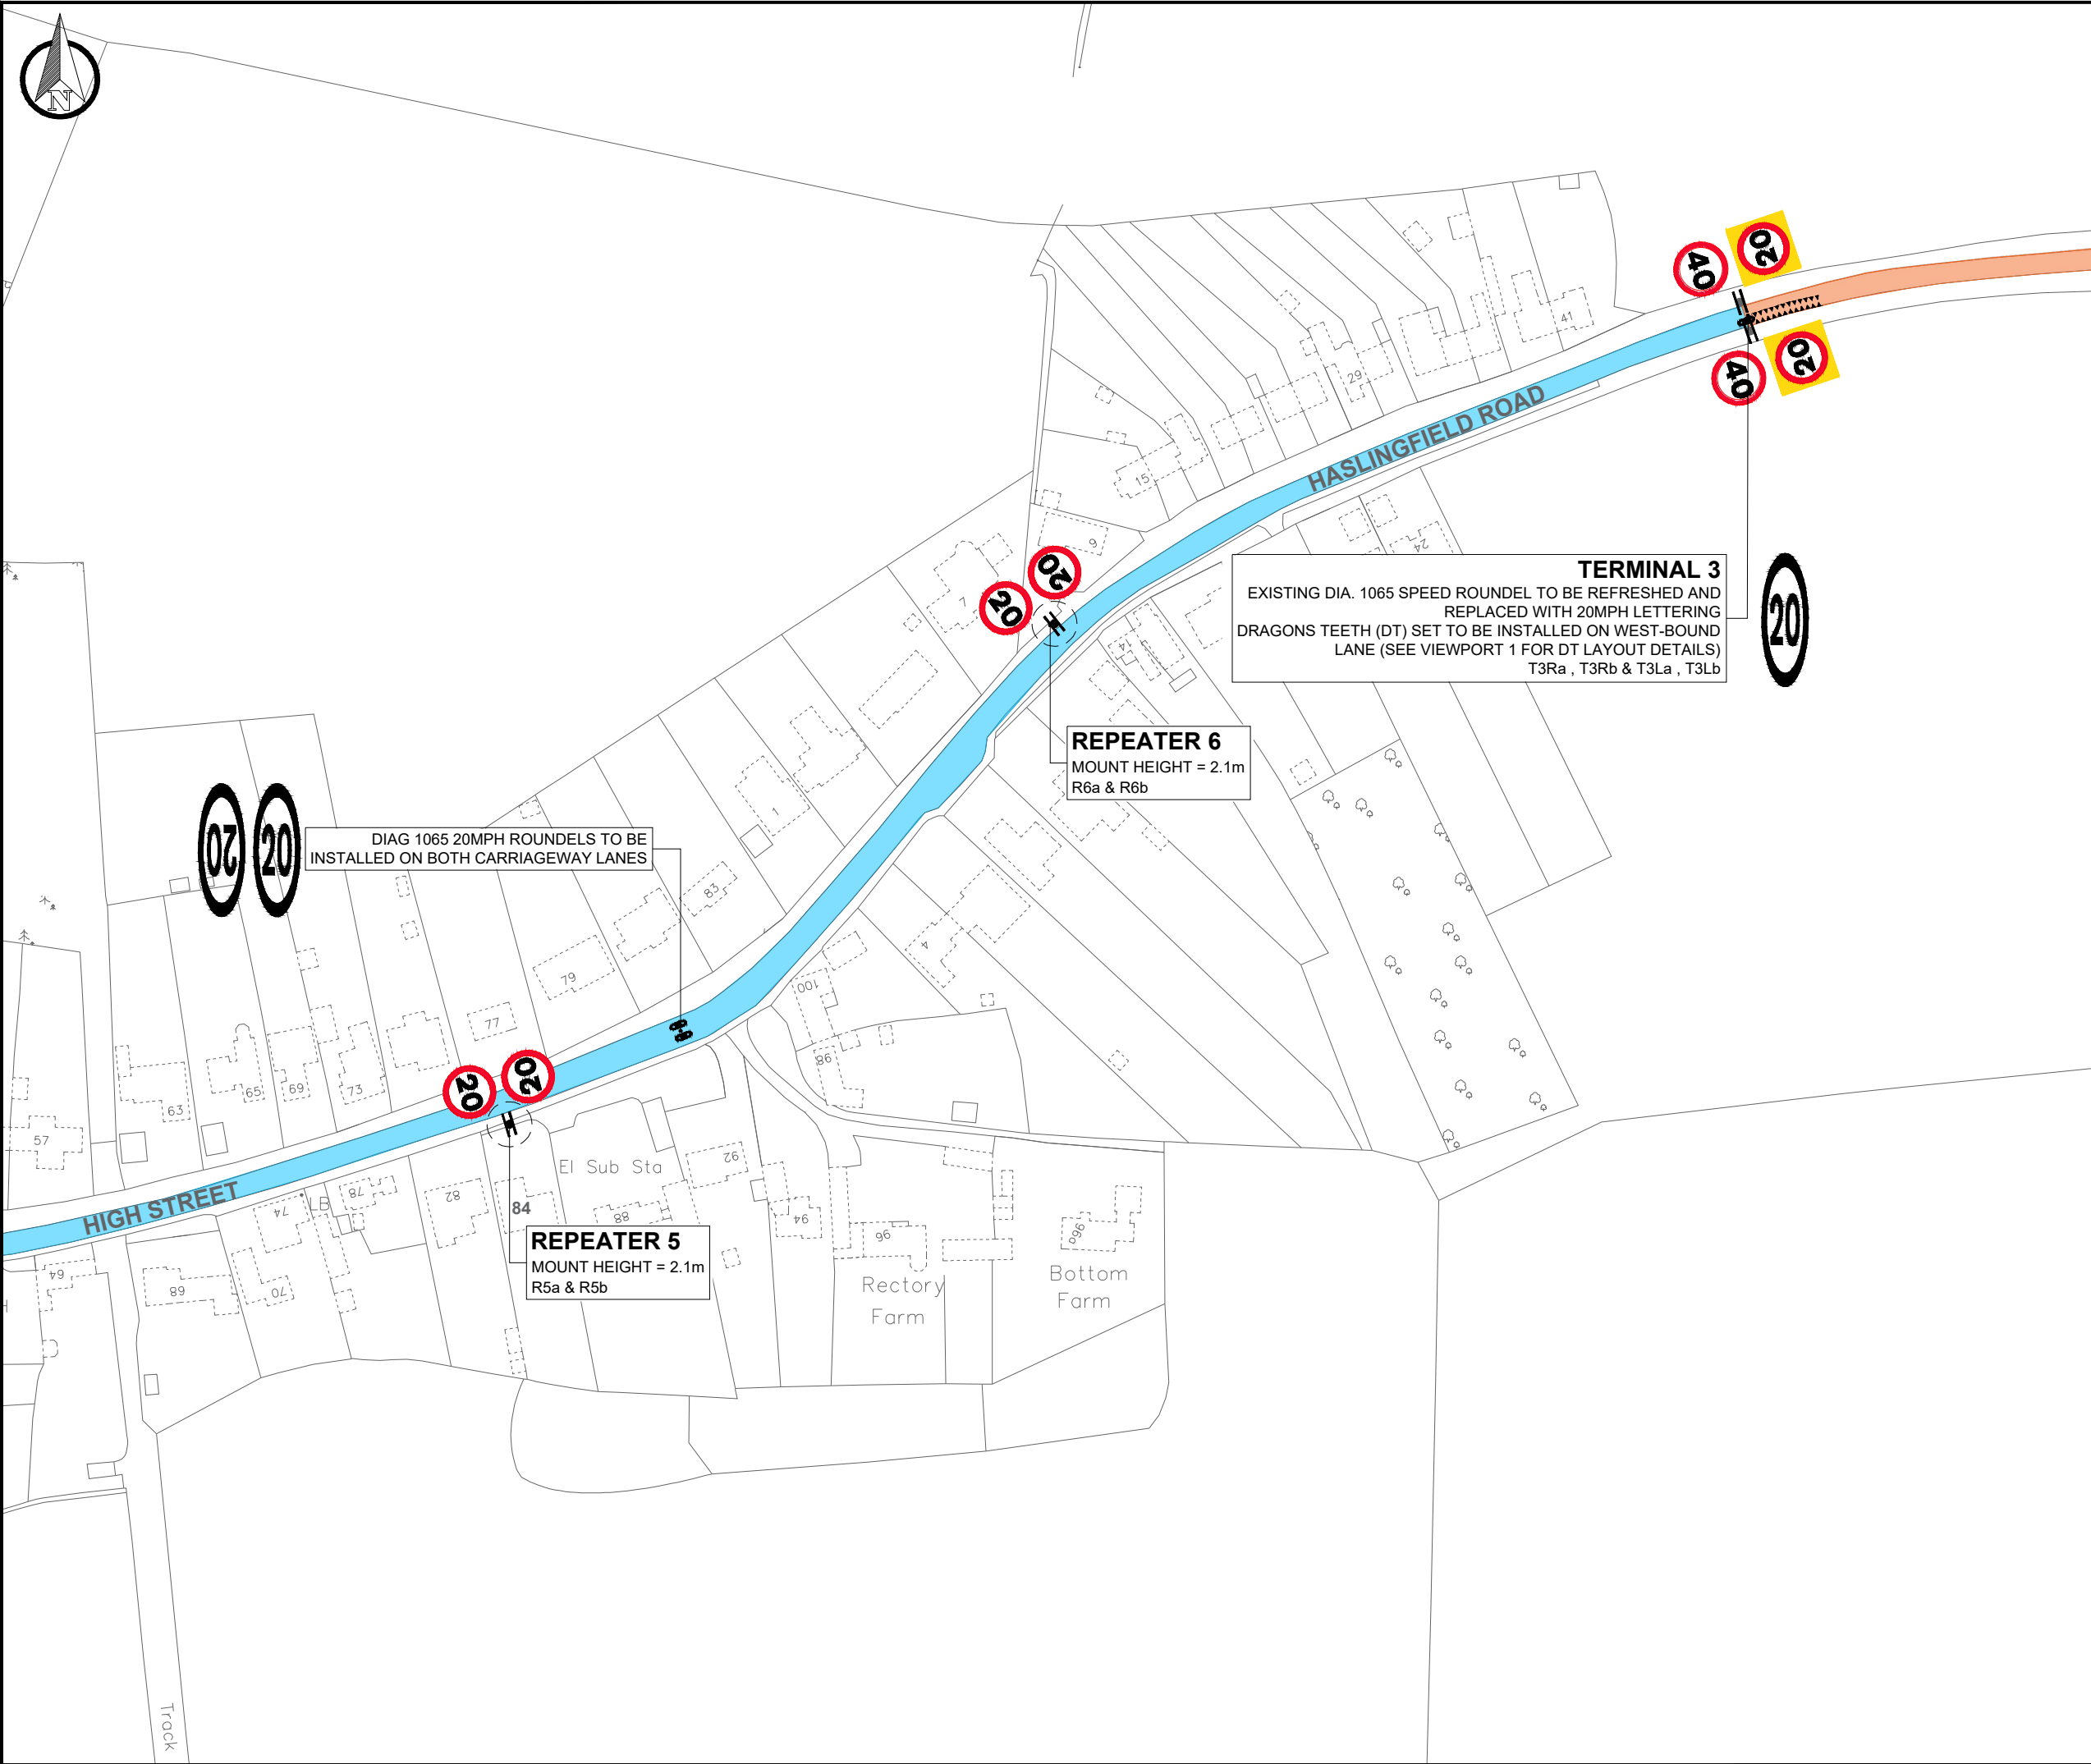 N
40
20
41
HASLINGFIELD ROAD
29
40
20
15
9
24
20
20
7
TERMINAL 3
EXISTING DIA. 1065 SPEED ROUNDEL TO BE REFRESHED AND
REPLACED WITH 20MPH LETTERING
DRAGONS TEETH (DT) SET TO BE INSTALLED ON WEST-BOUND
LANE (SEE VIEWPORT 1 FOR DT LAYOUT DETAILS)
T3Ra , T3Rb & T3La , T3Lb
20
14
REPEATER 6
MOUNT HEIGHT = 2.1m
R6a & R6b
1
20
20
DIAG 1065 20MPH ROUNDELS TO BE
INSTALLED ON BOTH CARRIAGEWAY LANES
83
4
79
100
77
98
20
20
73
69
65
63
57
El Sub Sta
92
HIGH STREET
LB
78
82
84
88
94
96
96a
74
REPEATER 5
MOUNT HEIGHT = 2.1m
R5a & R5b
64
68
70
Rectory
Farm
Bottom
Farm
Track